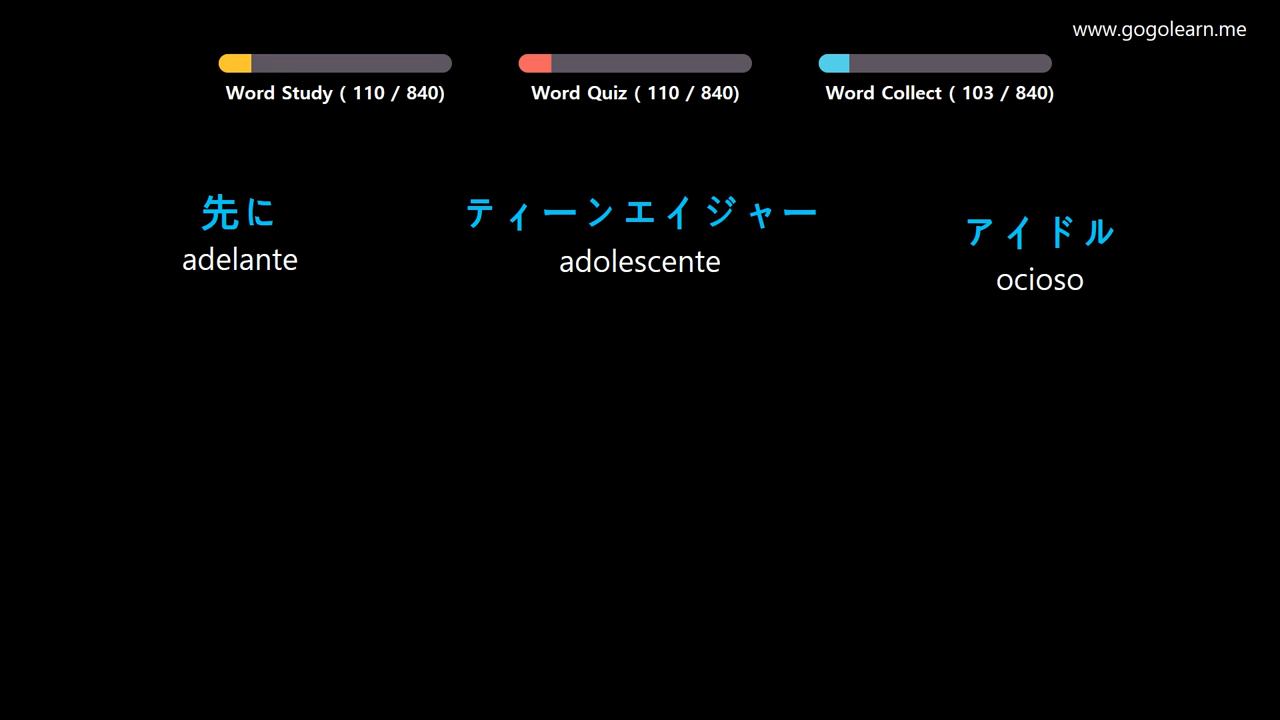 www.gogolearn.me
Word Study ( 110 / 840)
Word Quiz ( 110 / 840)
Word Collect ( 103 / 840)
先に
adelante
ティーンエイジャー
adolescente
アイドル
ocioso